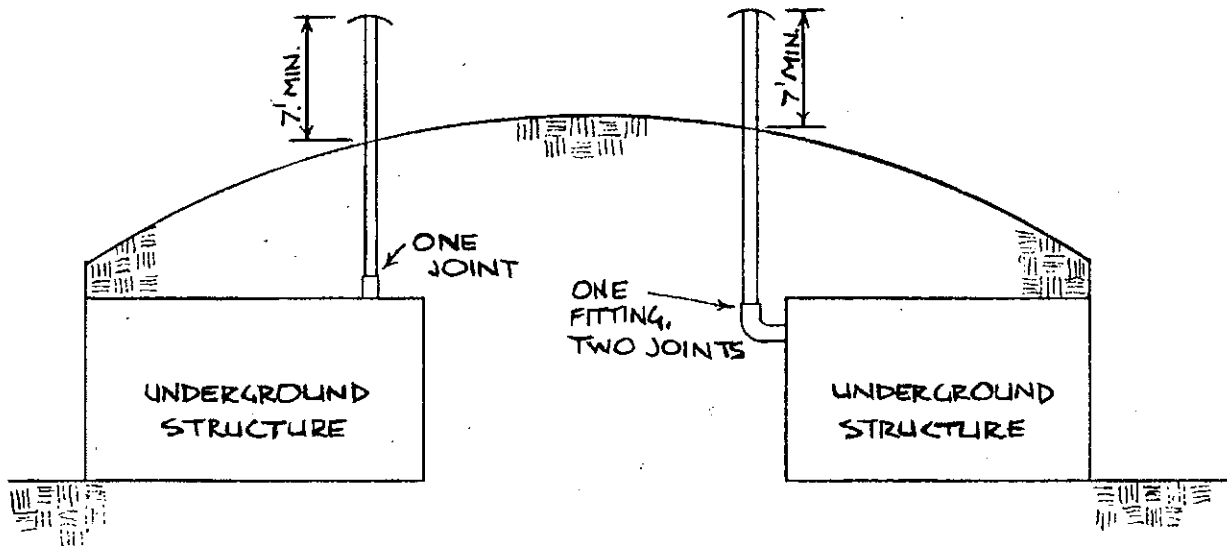 7' MIN.
7' MIN.
ONE
JOINT
ONE
FITTING,
TWO JOINTS
UNDERGROUND
STRUCTURE
UNDERGROUND
STRUCTURE